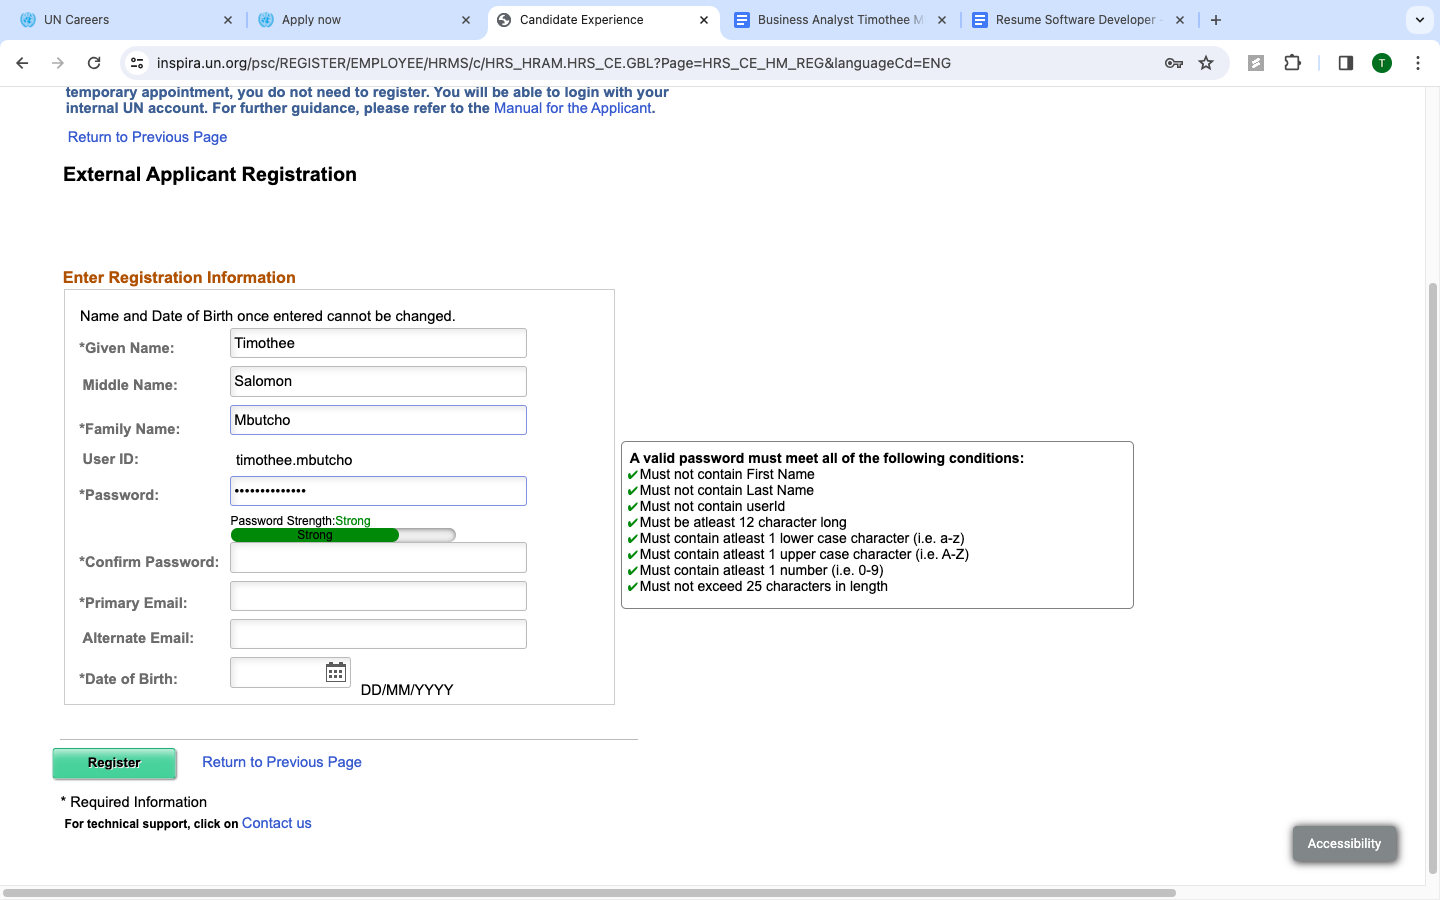 UN Careers
Apply now
Candidate Experience
Business Analyst Timothee M
Resume Software Developer -
inspira.un.org/psc/REGISTER/EMPLOYEE/HRMS/c/HRS_HRAM.HRS_CE.GBL?Page=HRS_CE_HM_REG&languageCd=ENG
T
temporary appointment, you do not need to register. You will be able to login with your
internal UN account. For further guidance, please refer to the Manual for the Applicant.
Return to Previous Page
External Applicant Registration
Enter Registration Information
Name and Date of Birth once entered cannot be changed.
*Given Name: Timothee
Middle Name: Salomon
*Family Name: Mbutcho
User ID: timothee.mbutcho
*Password: ••••••••••••••
Password Strength:Strong
Strong
*Confirm Password:
*Primary Email:
Alternate Email:
*Date of Birth:
DD/MM/YYYY
A valid password must meet all of the following conditions:
✔Must not contain First Name
✔Must not contain Last Name
✔Must not contain userId
✔Must be atleast 12 character long
✔Must contain atleast 1 lower case character (i.e. a-z)
✔Must contain atleast 1 upper case character (i.e. A-Z)
✔Must contain atleast 1 number (i.e. 0-9)
✔Must not exceed 25 characters in length
Register
Return to Previous Page
* Required Information
For technical support, click on Contact us
Accessibility